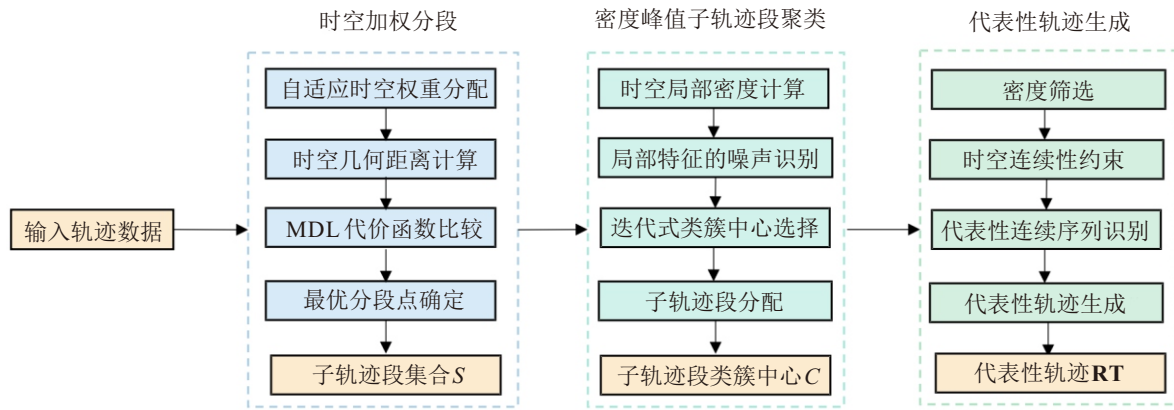 时空加权分段
密度峰值子轨迹段聚类
代表性轨迹生成
输入轨迹数据
自适应时空权重分配
时空几何距离计算
MDL代价函数比较
最优分段点确定
子轨迹段集合S
时空局部密度计算
局部特征的噪声识别
迭代式类簇中心选择
子轨迹段分配
子轨迹段类簇中心C
密度筛选
时空连续性约束
代表性连续序列识别
代表性轨迹生成
代表性轨迹RT